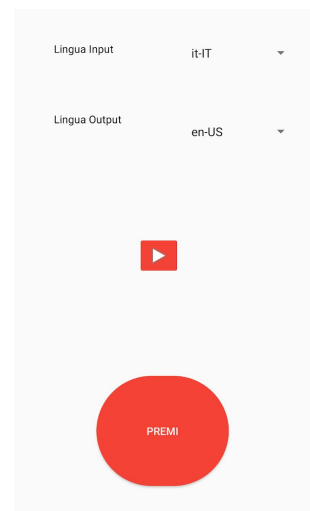 Lingua Input
it-IT
Lingua Output
en-US
PREMI